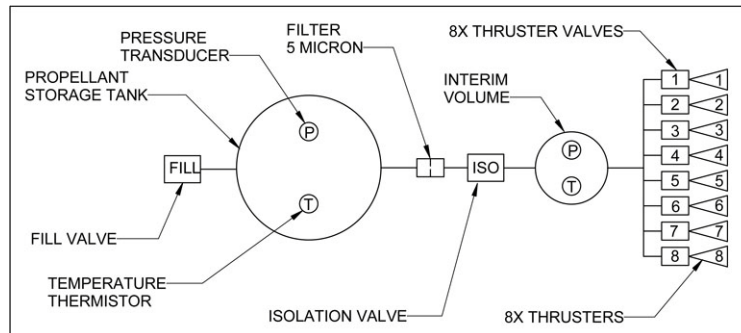 PRESSURE
TRANSDUCER
FILTER
5 MICRON
8X THRUSTER VALVES
PROPELLANT
STORAGE TANK
INTERIM
VOLUME
P
T
FILL
ISO
P
T
1 1
2 2
3 3
4 4
5 5
6 6
7 7
8 8
FILL VALVE
TEMPERATURE
THERMISTOR
ISOLATION VALVE
8X THRUSTERS